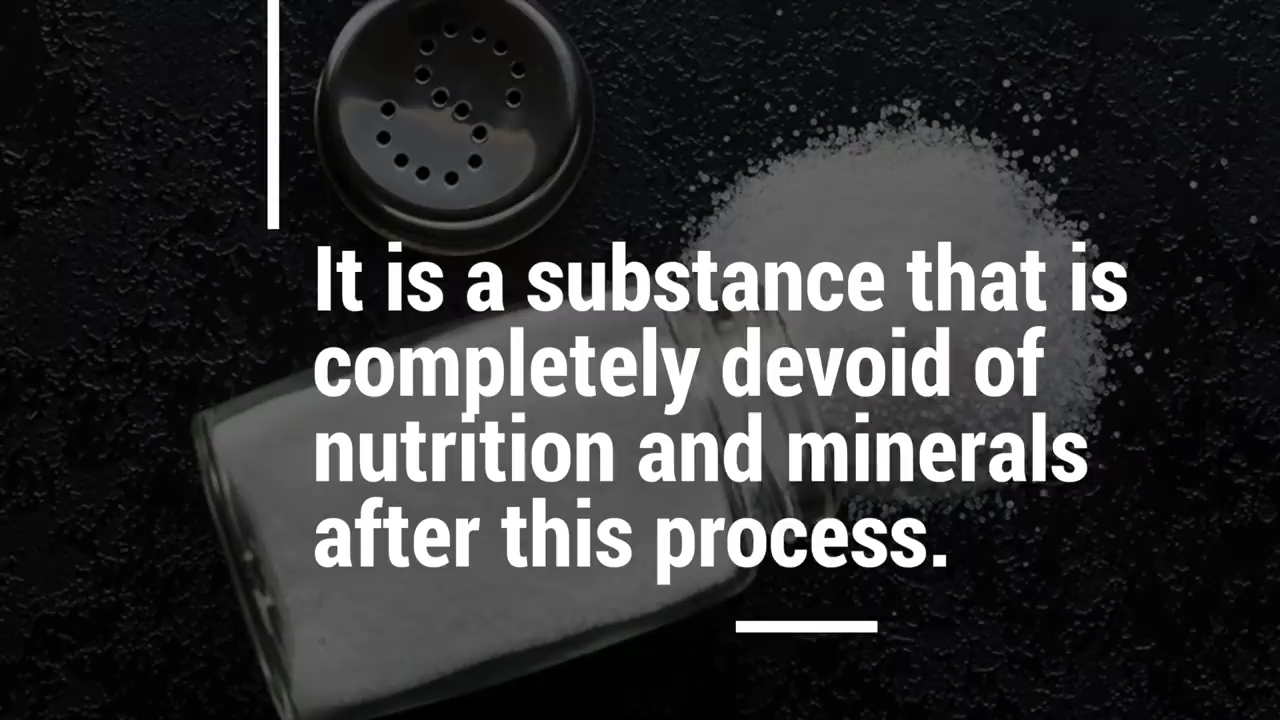 It is a substance that is
completely devoid of
nutrition and minerals
after this process.